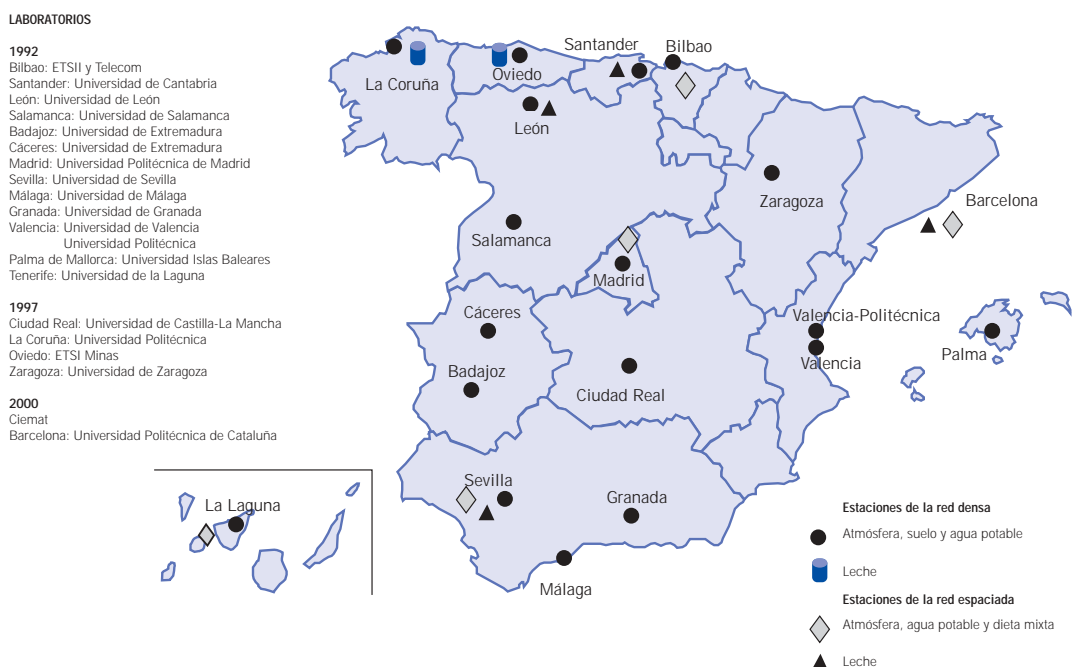 LABORATORIOS
1992
Bilbao: ETSII y Telecom
Santander: Universidad de Cantabria
León: Universidad de León
Salamanca: Universidad de Salamanca
Badajoz: Universidad de Extremadura
Cáceres: Universidad de Extremadura
Madrid: Universidad Politécnica de Madrid
Sevilla: Universidad de Sevilla
Málaga: Universidad de Málaga
Granada: Universidad de Granada
Valencia: Universidad de Valencia
Universidad Politécnica
Palma de Mallorca: Universidad Islas Baleares
Tenerife: Universidad de la Laguna
1997
Ciudad Real: Universidad de Castilla-La Mancha
La Coruña: Universidad Politécnica
Oviedo: ETSI Minas
Zaragoza: Universidad de Zaragoza
2000
Ciemat
Barcelona: Universidad Politécnica de Cataluña
Santander
Bilbao
La Coruña
Oviedo
León
Zaragoza
Barcelona
Salamanca
Madrid
Cáceres
Valencia-Politécnica
Palma
Badajoz
Valencia
Ciudad Real
Sevilla
Granada
La Laguna
Málaga
Estaciones de la red densa
Atmósfera, suelo y agua potable
Leche
Estaciones de la red espaciada
Atmósfera, agua potable y dieta mixta
Leche